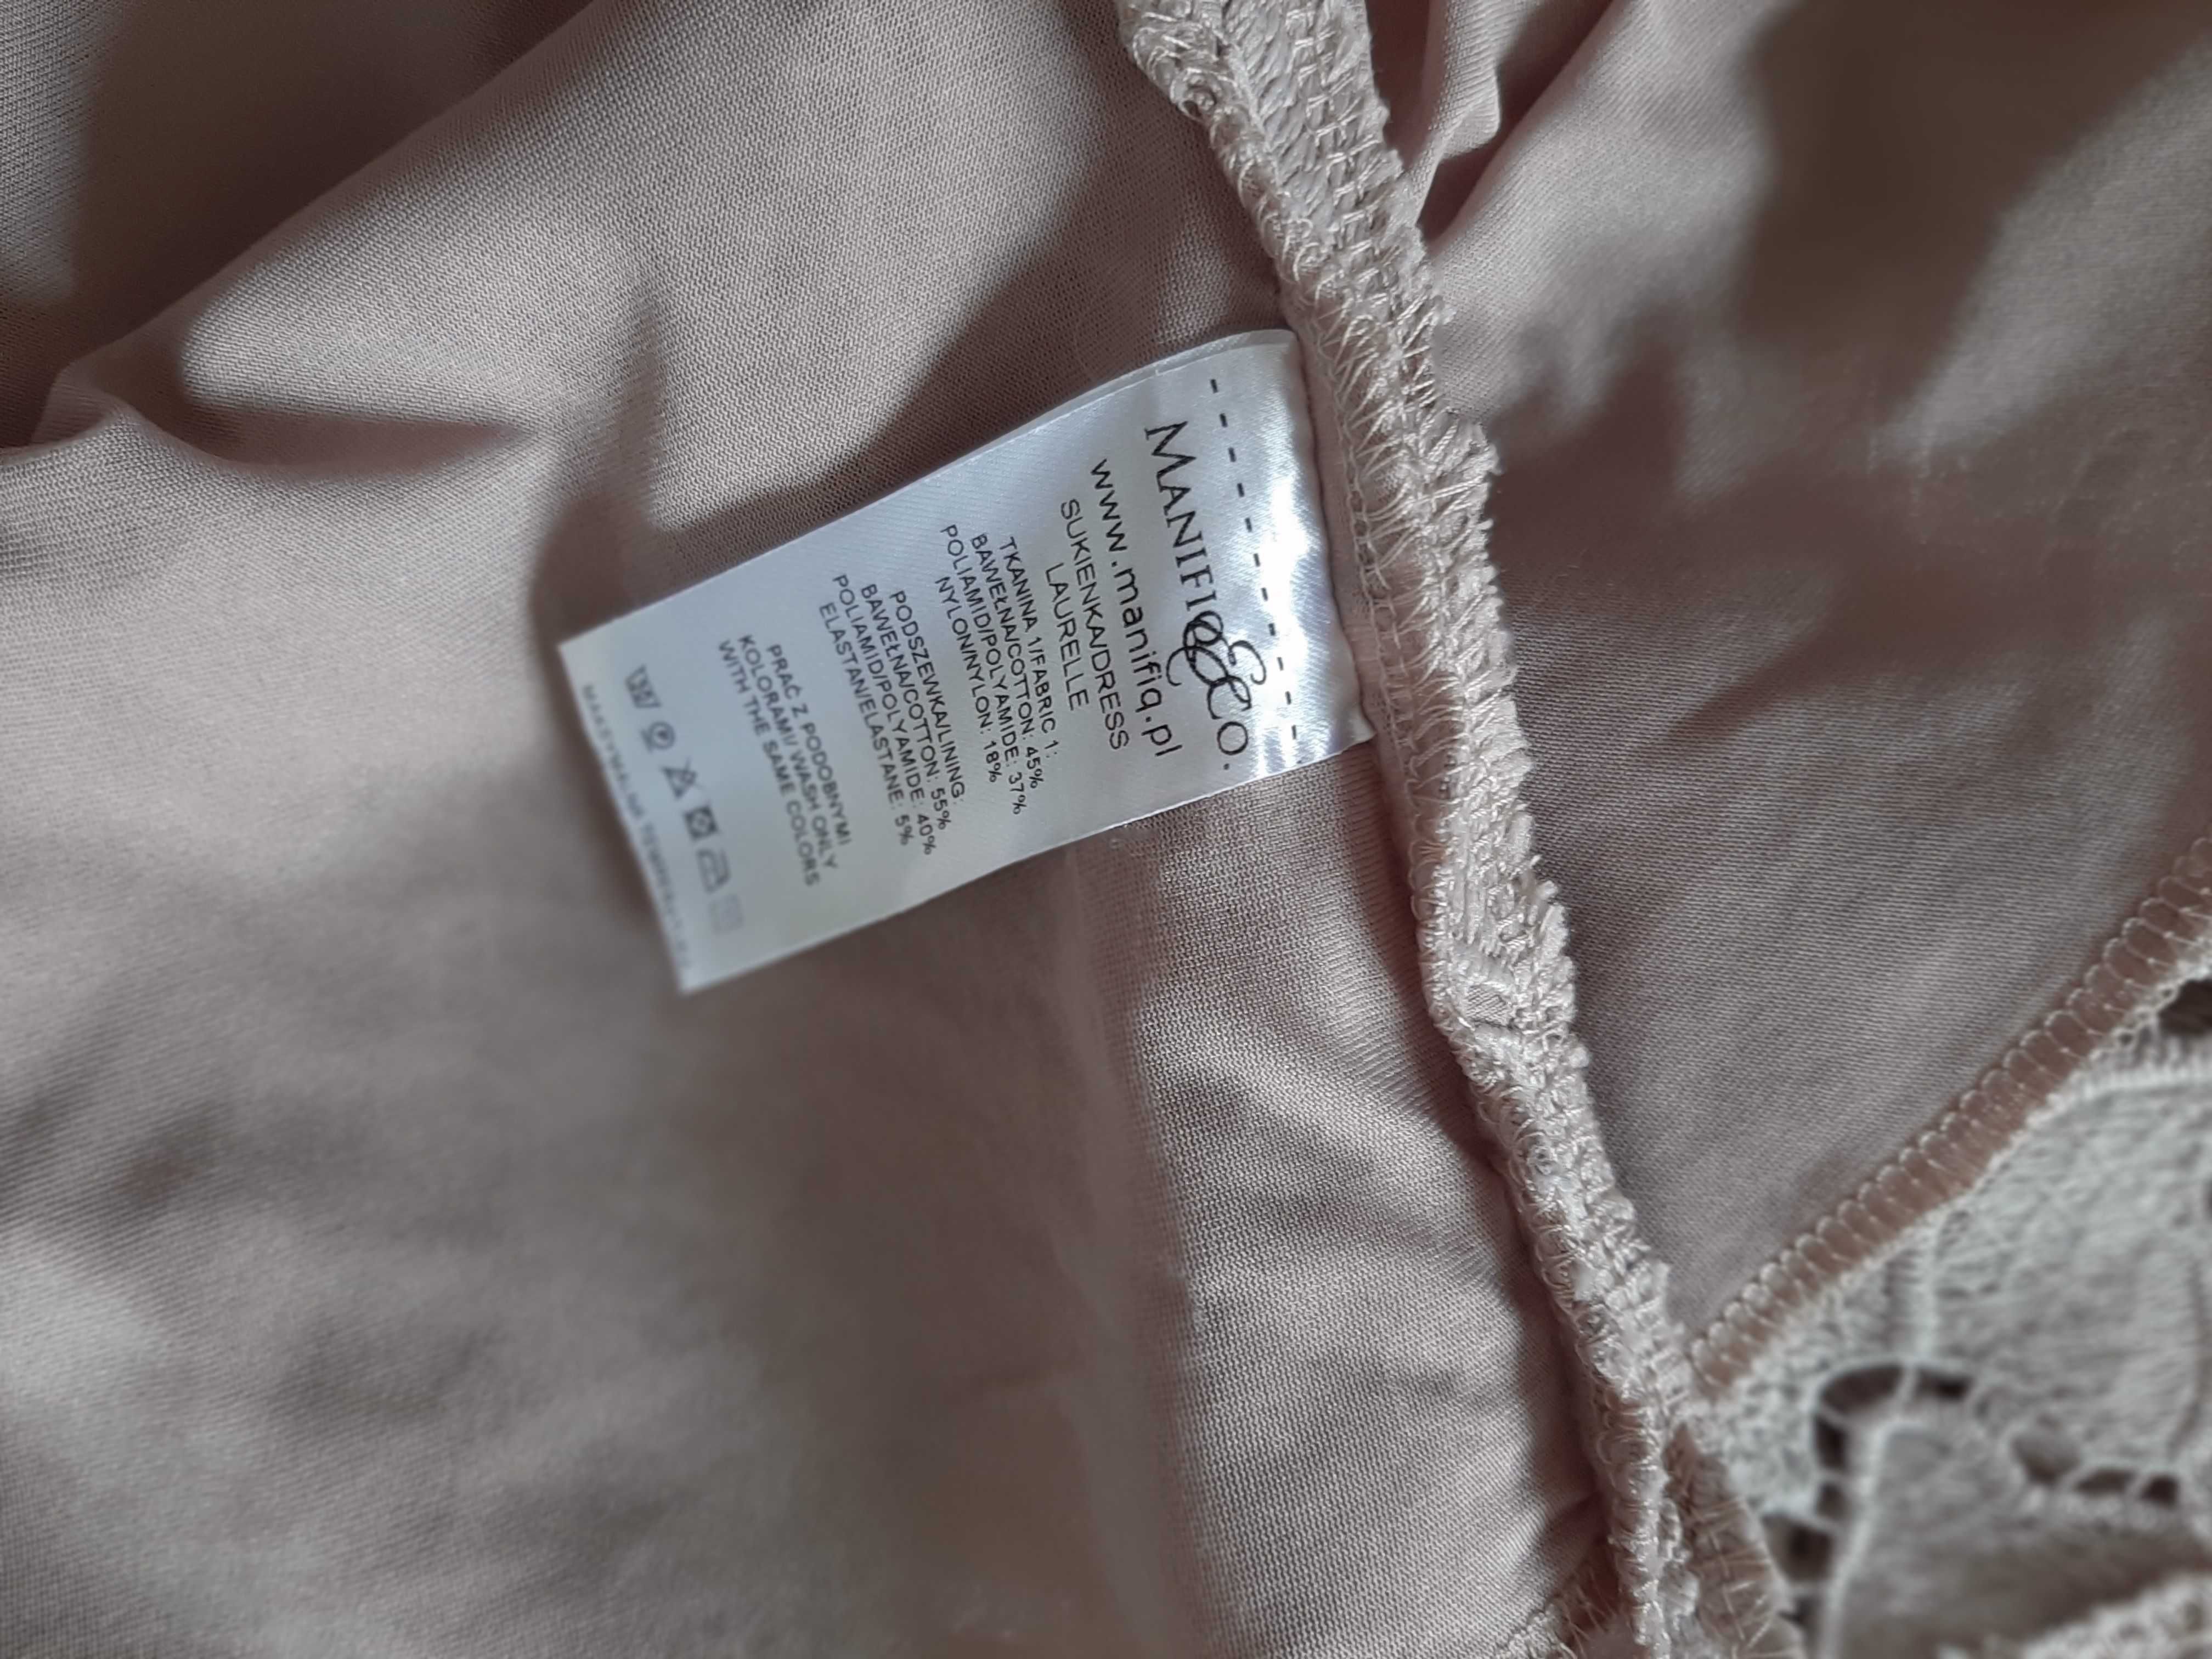 MANIFIQ&CO.
www.manifiq.pl
SUKIENKA/DRESS
LAURELLE
TKANINA 1/FABRIC 1:
BAWEŁNA/COTTON: 45%
POLIAMID/POLYAMIDE: 37%
NYLON/NYLON: 18%
PODSZEWKA/LINING:
BAWEŁNA/COTTON: 55%
POLIAMID/POLYAMIDE: 40%
ELASTAN/ELASTANE: 5%
PRAĆ Z PODOBNYMI
KOLORAMI/ WASH ONLY
WITH THE SAME COLORS